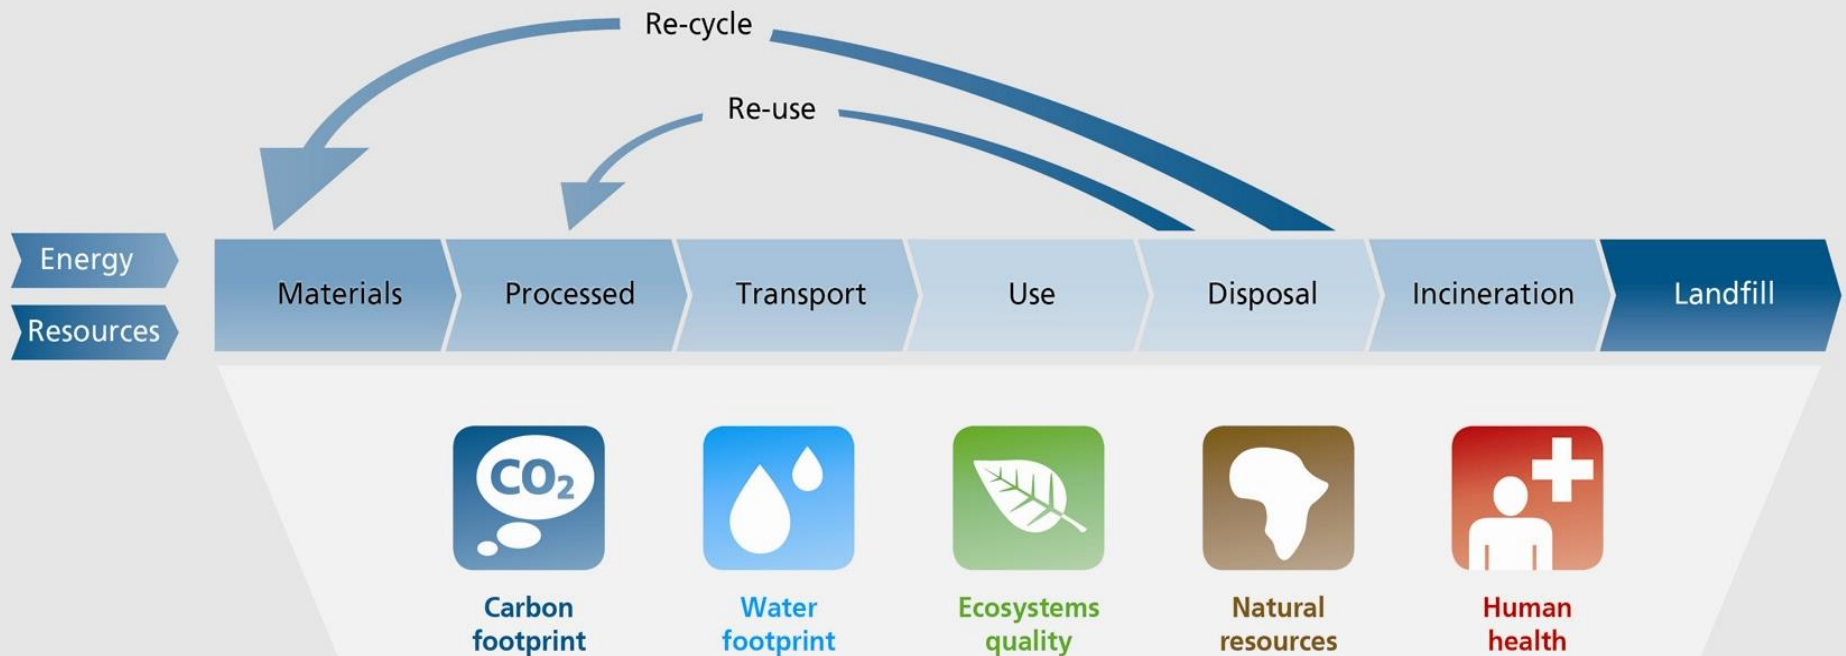 Re-cycle
Re-use
Energy
Resources
Materials
Processed
Transport
Use
Disposal
Incineration
Landfill
CO₂
Carbon
footprint
Water
footprint
Ecosystems
quality
Natural
resources
Human
health